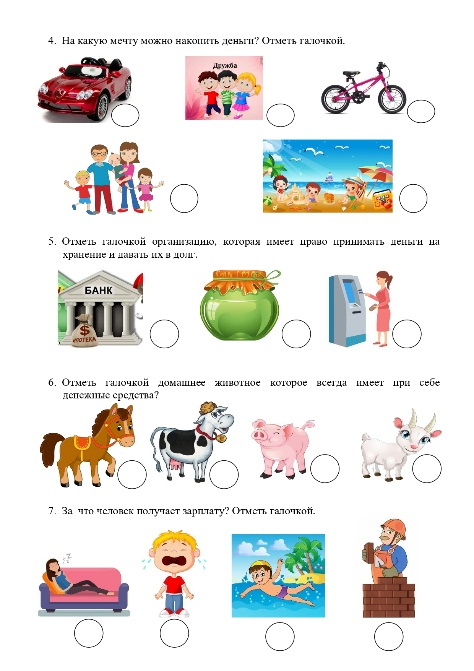 4. На какую мечту можно накопить деньги? Отметь галочкой.
Дружба
5. Отметь галочкой организацию, которая имеет право принимать деньги на
хранение и давать их в долг.
БАНК
$
ИПОТЕКА
6. Отметь галочкой домашнее животное которое всегда имеет при себе
денежные средства?
7. За что человек получает зарплату? Отметь галочкой.